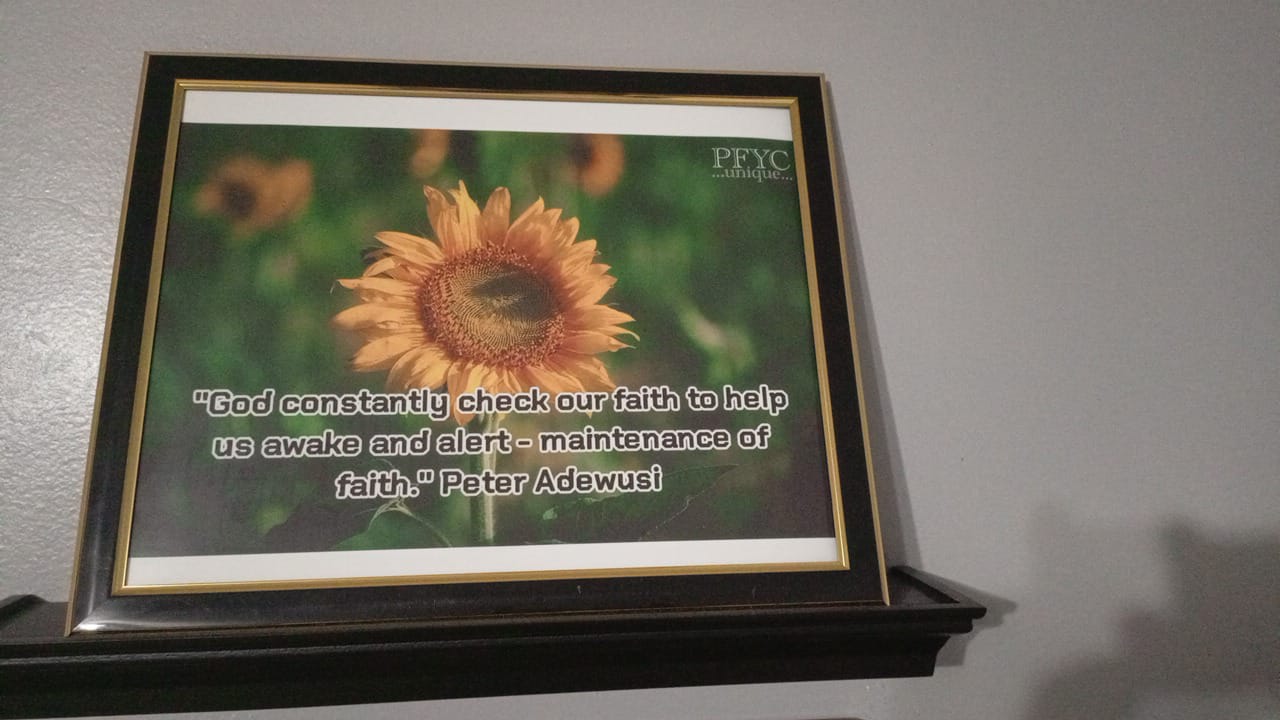 PFYC
...unique...
"God constantly check our faith to help
us awake and alert - maintenance of
faith." Peter Adewusi